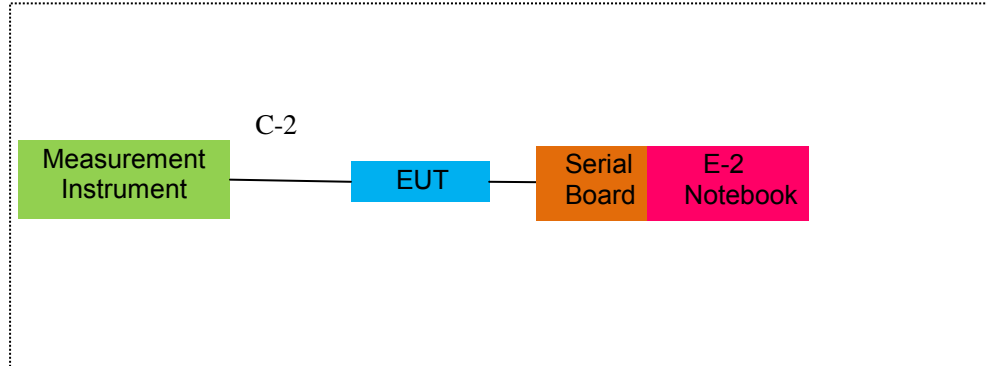 C-2
Measurement
Instrument
EUT
Serial
Board
E-2
Notebook